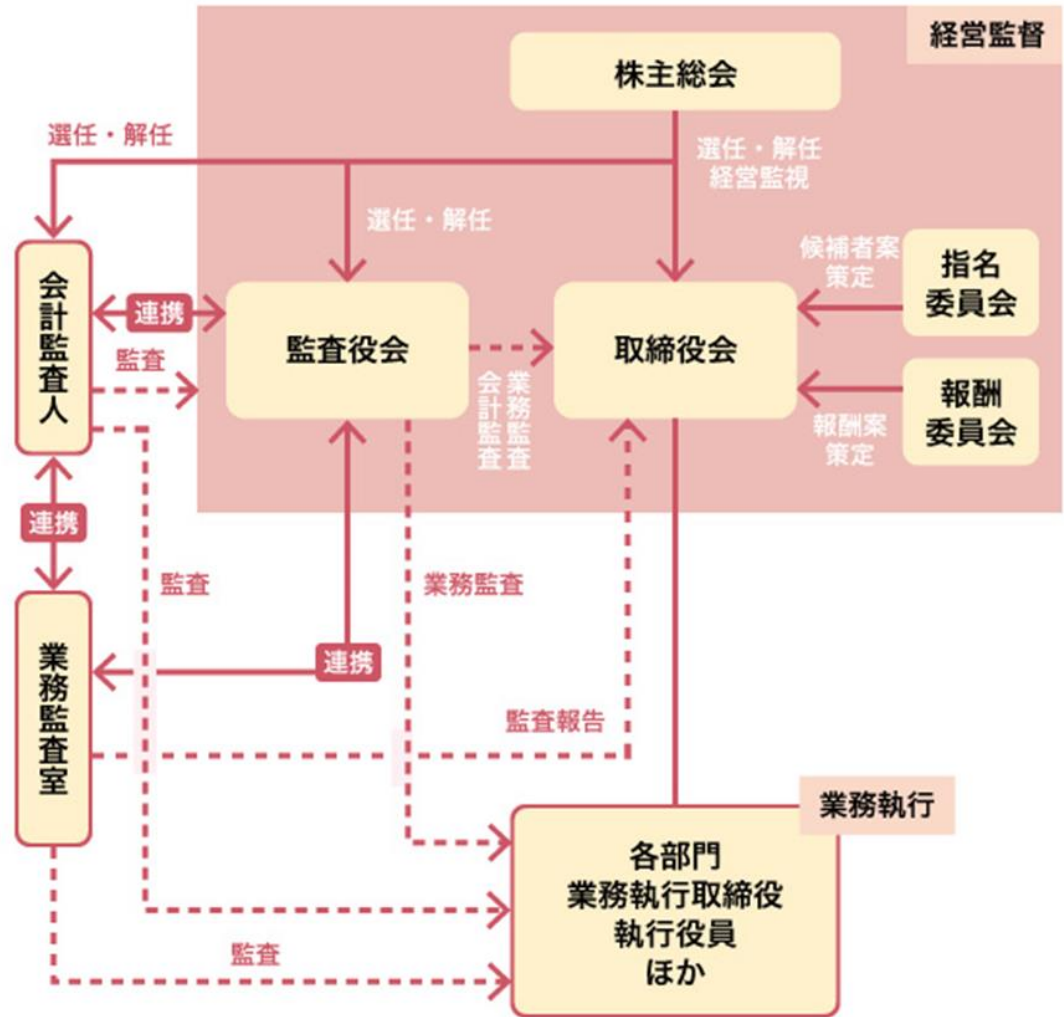 経営監督
株主総会
選任・解任
選任・解任
経営監視
選任・解任
候補者案
策定
指名
委員会
会計監査人
連携
監査役会
取締役会
監査
業務監査
会計監査
報酬案
策定
報酬
委員会
連携
監査
業務監査
業務監査室
連携
監査報告
業務執行
各部門
業務執行取締役
執行役員
ほか
監査